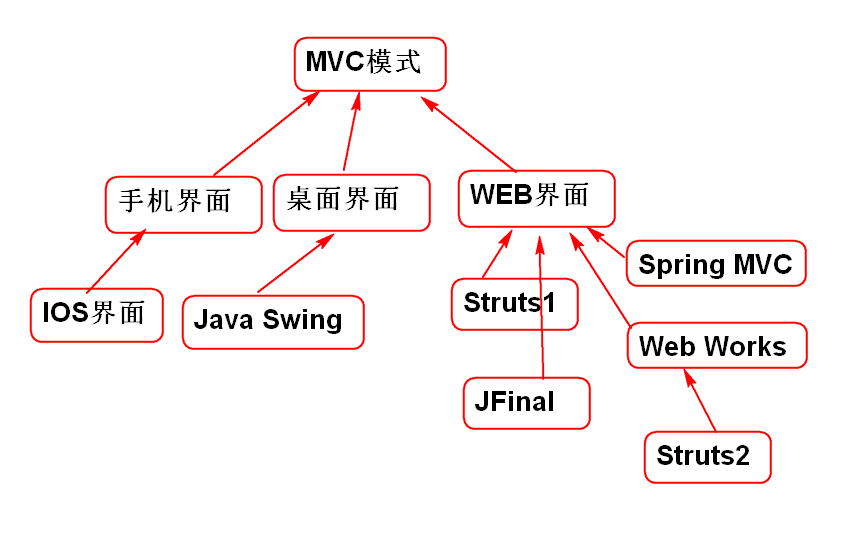 MVC模式
手机界面
桌面界面
WEB界面
Spring MVC
IOS界面
Java Swing
Struts1
Web Works
JFinal
Struts2